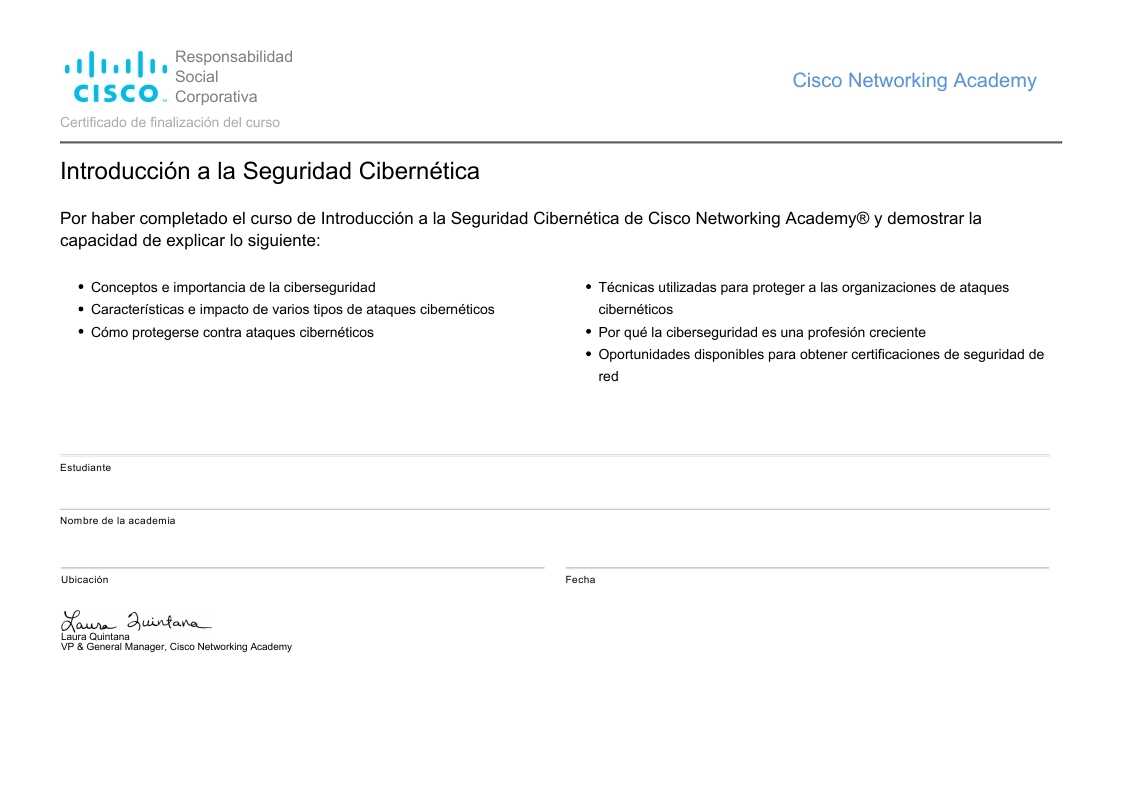 Responsabilidad
Social
Corporativa
CISCO
Cisco Networking Academy
Certificado de finalización del curso
Introducción a la Seguridad Cibernética
Por haber completado el curso de Introducción a la Seguridad Cibernética de Cisco Networking Academy® y demostrar la
capacidad de explicar lo siguiente:
• Conceptos e importancia de la ciberseguridad
• Características e impacto de varios tipos de ataques cibernéticos
• Cómo protegerse contra ataques cibernéticos
• Técnicas utilizadas para proteger a las organizaciones de ataques
cibernéticos
• Por qué la ciberseguridad es una profesión creciente
• Oportunidades disponibles para obtener certificaciones de seguridad de
red
Estudiante
Nombre de la academia
Ubicación
Fecha
Laura Quintana
Laura Quintana
VP & General Manager, Cisco Networking Academy